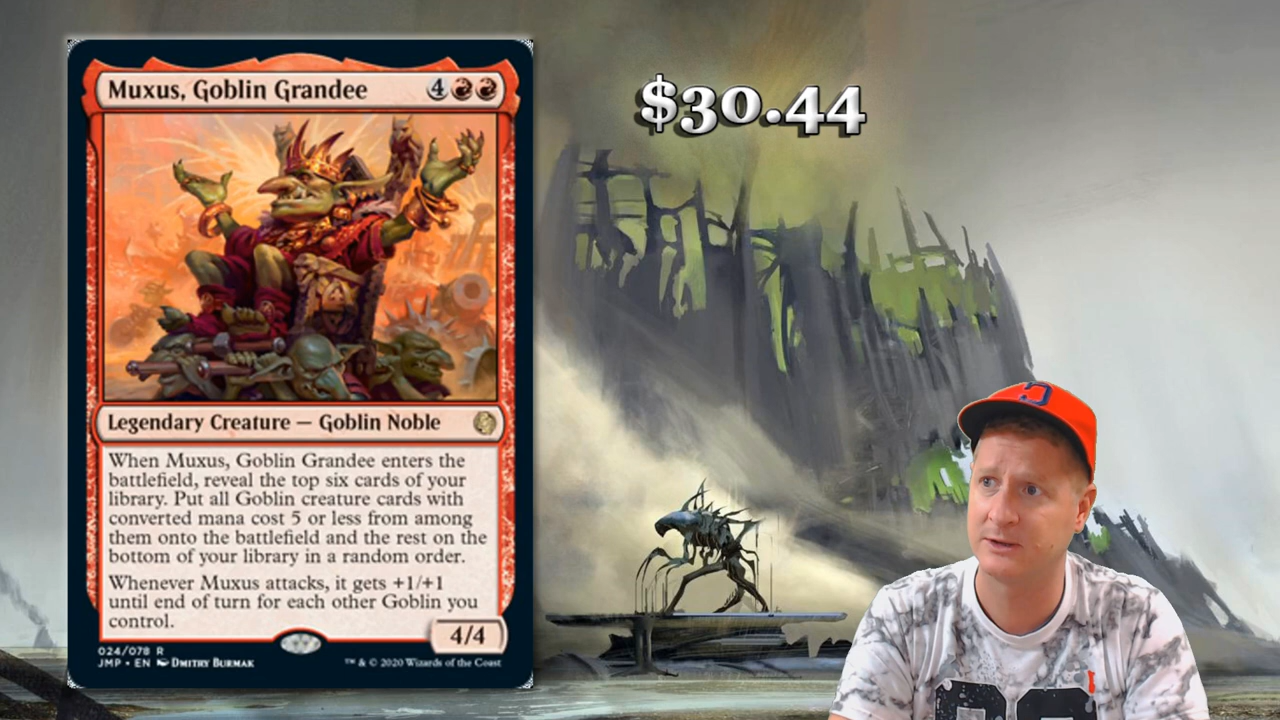 Muxus, Goblin Grandee 4
$30.44
Legendary Creature — Goblin Noble
When Muxus, Goblin Grandee enters the
battlefield, reveal the top six cards of your
library. Put all Goblin creature cards with
converted mana cost 5 or less from among
them onto the battlefield and the rest on the
bottom of your library in a random order.
Whenever Muxus attacks, it gets +1/+1
until end of turn for each other Goblin you
control.
4/4
024/078 R
JMP • EN Dmitry Burmak
™ & © 2020 Wizards of the Coast
C